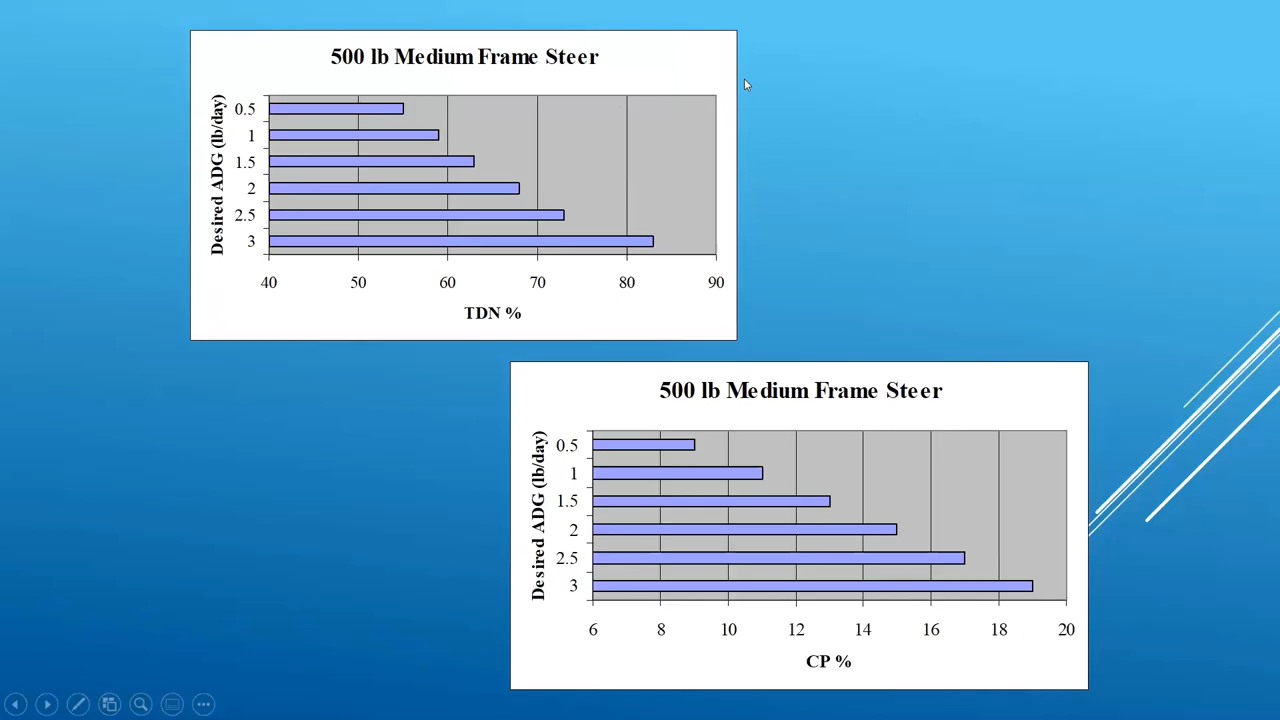 500 lb Medium Frame Steer
Desired ADG (lb/day)
0.5
1
1.5
2
2.5
3
40 50 60 70 80 90
TDN %
500 lb Medium Frame Steer
Desired ADG (lb/day)
0.5
1
1.5
2
2.5
3
6 8 10 12 14 16 18 20
CP %